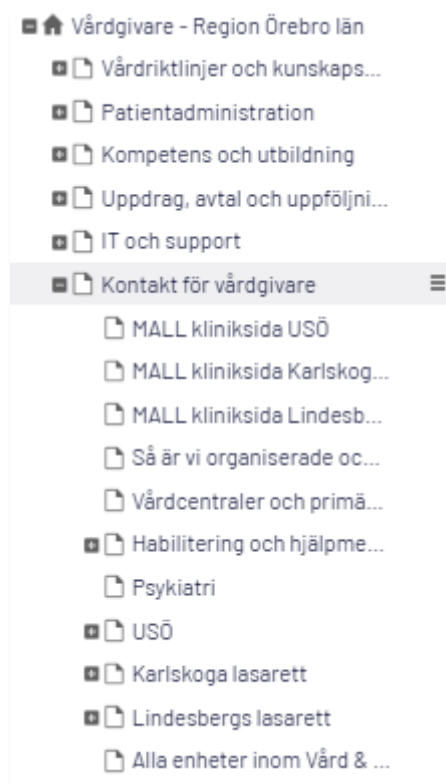 Vårdgivare - Region Örebro län
Vårdriktlinjer och kunskaps...
Patientadministration
Kompetens och utbildning
Uppdrag, avtal och uppföljni...
IT och support
Kontakt för vårdgivare
MALL kliniksida USÖ
MALL kliniksida Karlskog...
MALL kliniksida Lindesb...
Så är vi organiserade oc...
Vårdcentraler och primä...
Habilitering och hjälpme...
Psykiatri
USÖ
Karlskoga lasarett
Lindesbergs lasarett
Alla enheter inom Vård & ...